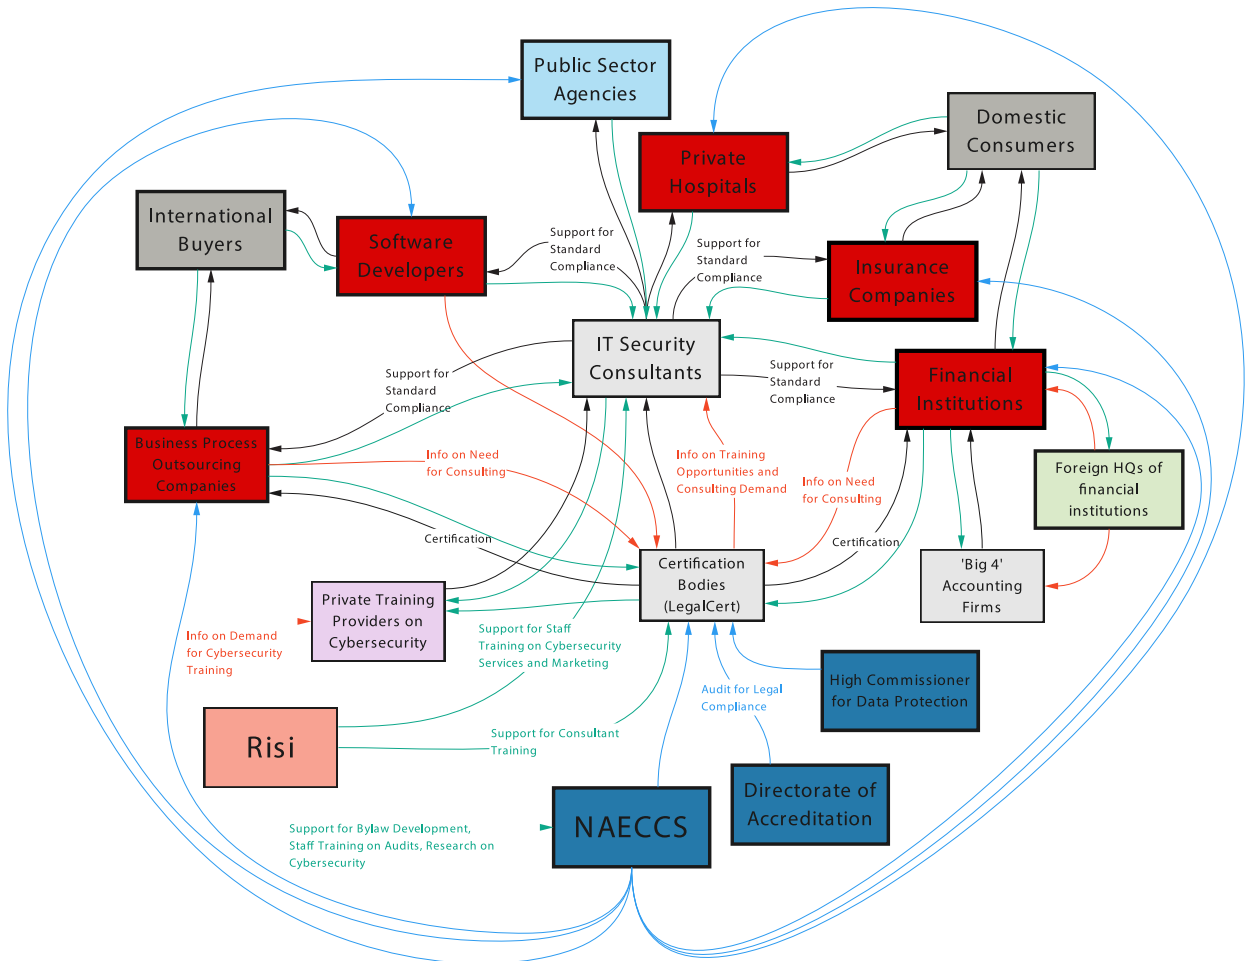 Public Sector
Agencies
Private
Hospitals
Domestic
Consumers
International
Buyers
Software
Developers
Support for
Standard
Compliance
Support for
Standard
Compliance
Insurance
Companies
IT Security
Consultants
Support for
Standard
Compliance
Support for
Standard
Compliance
Financial
Institutions
Business Process
Outsourcing
Companies
Info on Need
for Consulting
Info on Training
Opportunities and
Consulting Demand
Info on Need
for Consulting
Foreign HQs of
financial
institutions
Certification
Certification
Certification
Bodies
(LegalCert)
'Big 4'
Accounting
Firms
Private Training
Providers on
Cybersecurity
Info on Demand
for Cybersecurity
Training
Support for Staff
Training on Cybersecurity
Services and Marketing
High Commissioner
for Data Protection
Audit for Legal
Compliance
Risi
Support for Consultant
Training
Directorate of
Accreditation
NAECCS
Support for Bylaw Development,
Staff Training on Audits, Research on
Cybersecurity